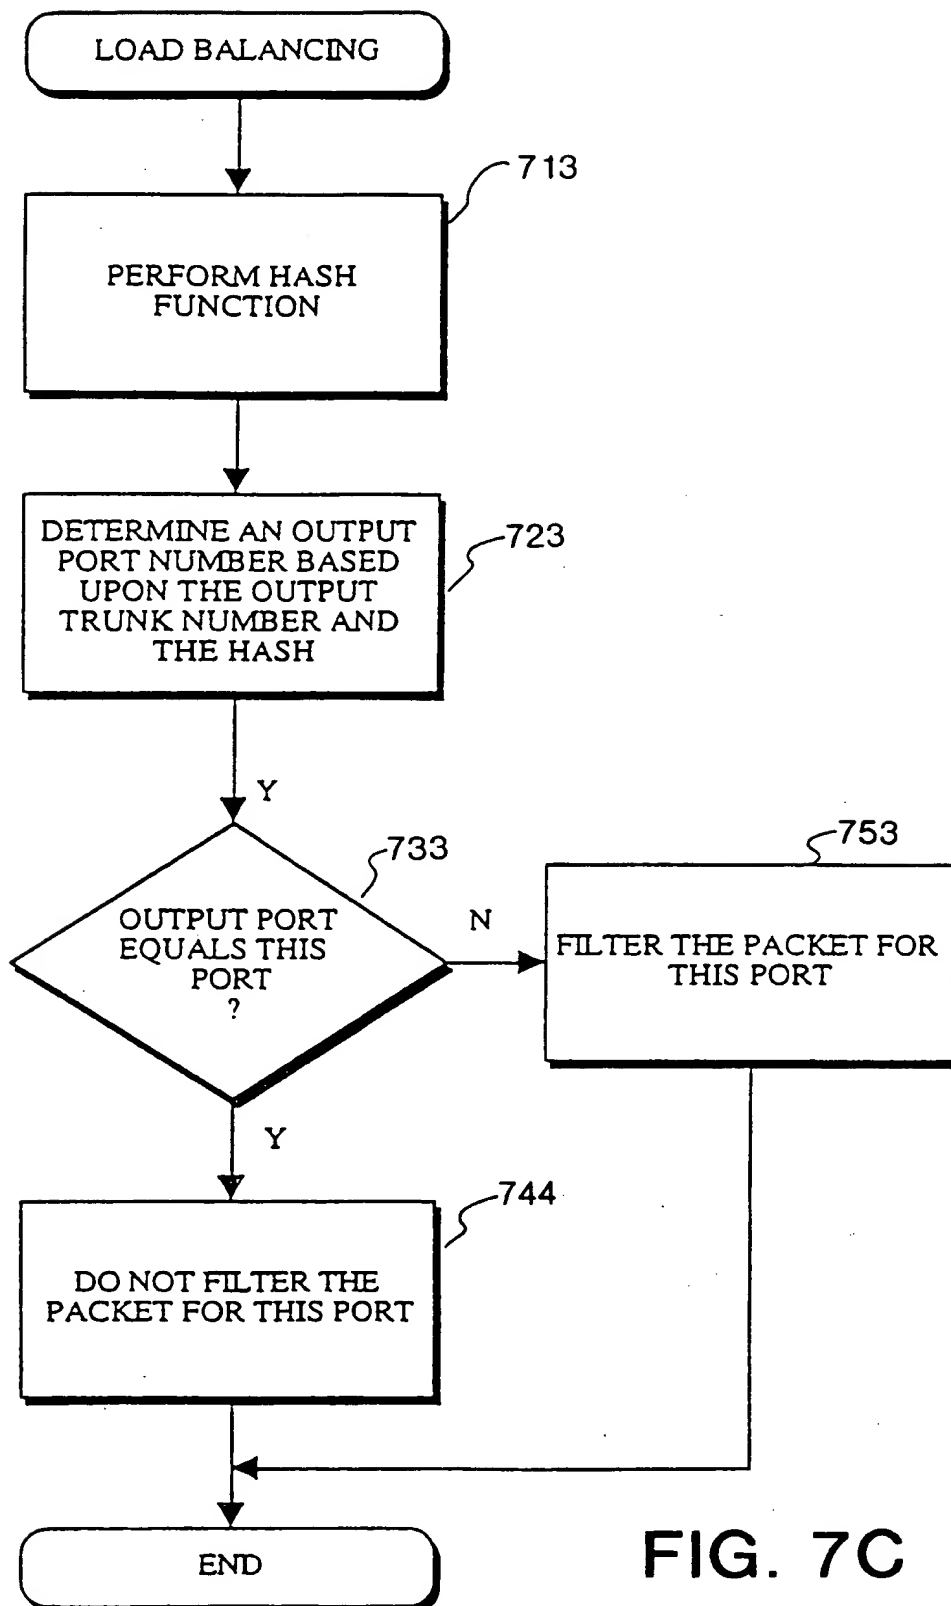 LOAD BALANCING
713
PERFORM HASH
FUNCTION
DETERMINE AN OUTPUT
PORT NUMBER BASED
UPON THE OUTPUT
TRUNK NUMBER AND
THE HASH
723
Y
733
OUTPUT PORT
EQUALS THIS
PORT
?
N
753
FILTER THE PACKET FOR
THIS PORT
Y
744
DO NOT FILTER THE
PACKET FOR THIS PORT
END
FIG. 7C